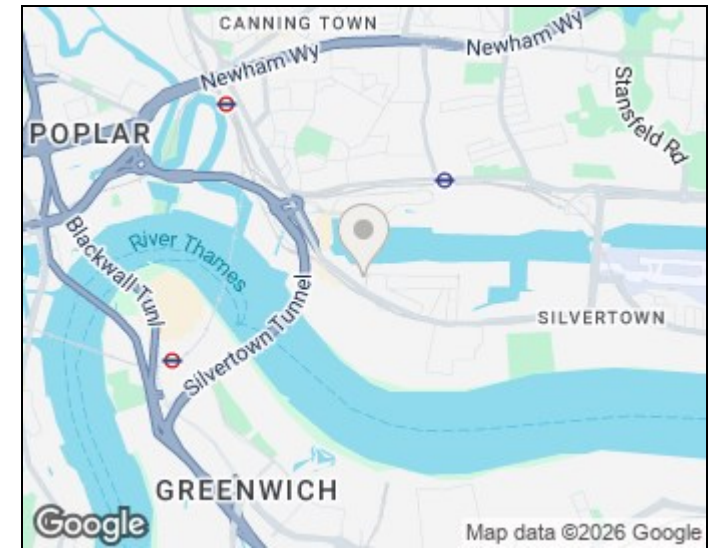 CANNING TOWN
Newham Wy
Newham Wy
Stansfeld Rd
POPLAR
River Thames
Blackwall Tunl
Silvertown Tunnel
SILVERTOWN
GREENWICH
Google
Map data ©2026 Google